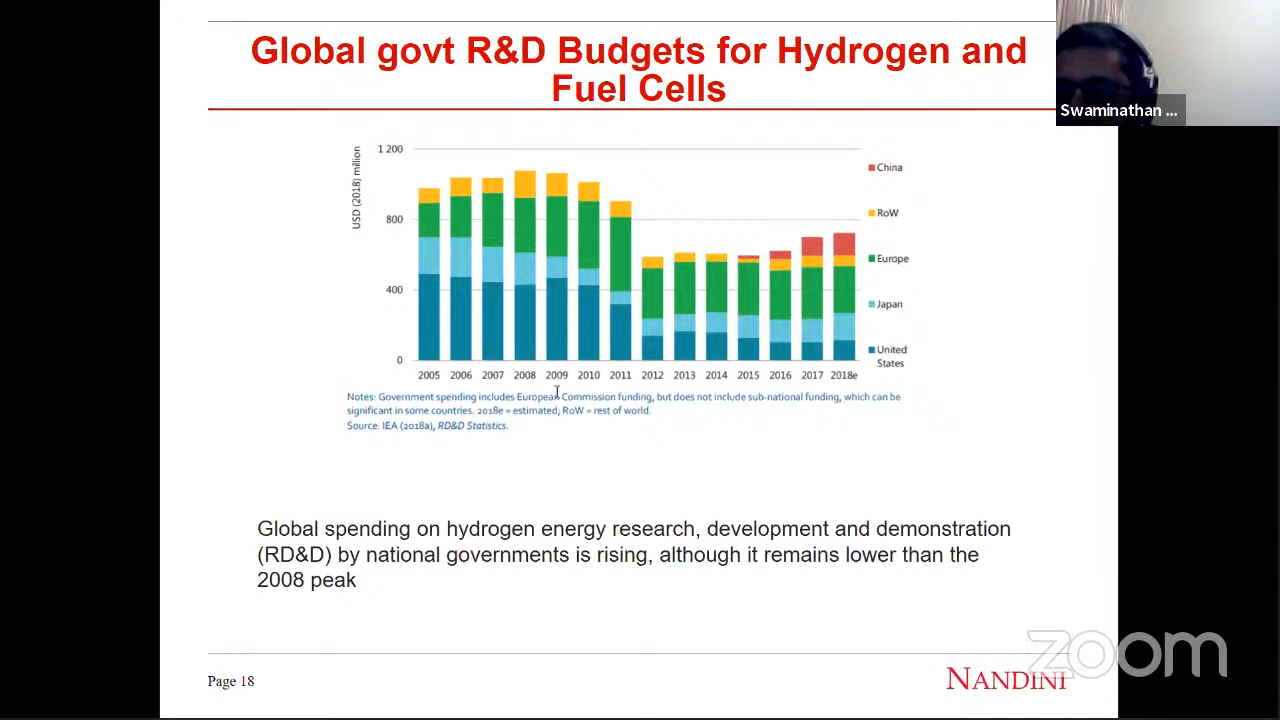 Global govt R&D Budgets for Hydrogen and
Fuel Cells
Swaminathan ...
USD (2018) million
1 200
800
400
0
2005 2006 2007 2008 2009 2010 2011 2012 2013 2014 2015 2016 2017 2018e
China
RoW
Europe
Japan
United
States
Notes: Government spending includes European Commission funding, but does not include sub-national funding, which can be
significant in some countries. 2018e = estimated; RoW = rest of world.
Source: IEA (2018a), RD&D Statistics.
Global spending on hydrogen energy research, development and demonstration
(RD&D) by national governments is rising, although it remains lower than the
2008 peak
zoom
Page 18
NANDINI